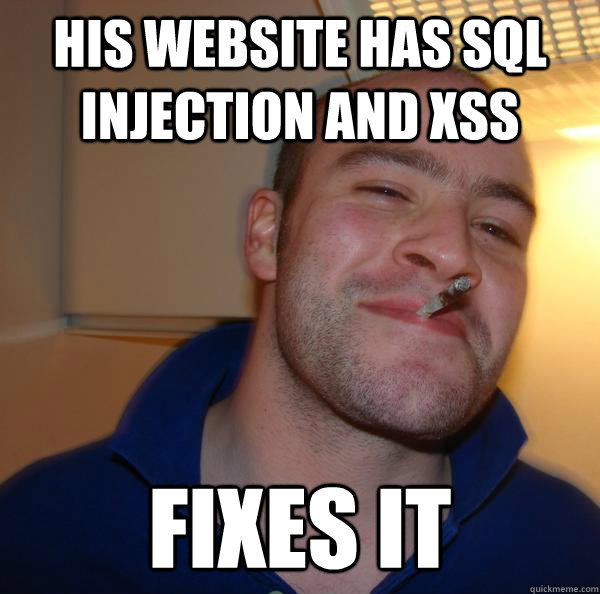 HIS WEBSITE HAS SQL
INJECTION AND XSS
FIXES IT
quickmeme.com